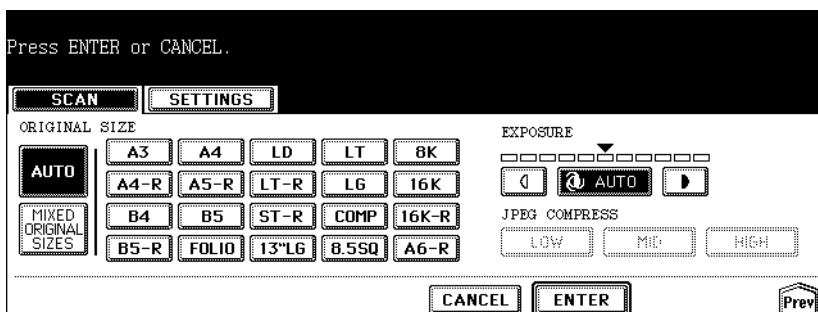 Press ENTER or CANCEL.
SCAN SETTINGS
ORIGINAL SIZE
AUTO
MIXED
ORIGINAL
SIZES
A3 A4 LD LT 8K
A4-R A5-R LT-R LG 16K
B4 B5 ST-R COMP 16K-R
B5-R FOLIO 13"LG 8.5SQ A6-R
EXPOSURE
AUTO
JPEG COMPRESS
LOW MID HIGH
CANCEL ENTER Prev